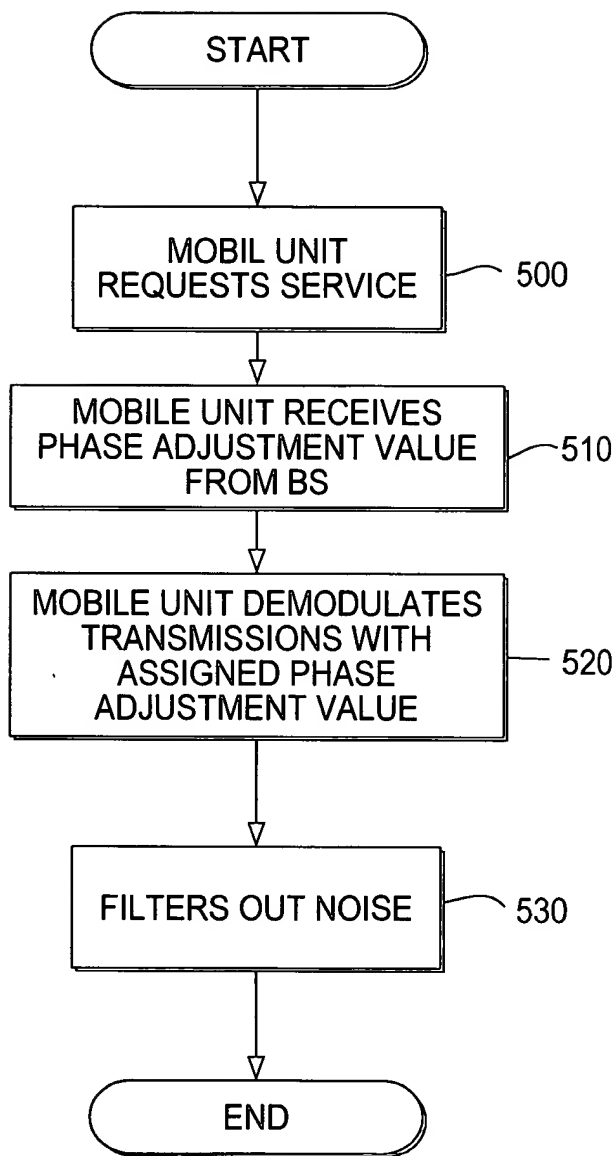 START
MOBIL UNIT
REQUESTS SERVICE
500
MOBILE UNIT RECEIVES
PHASE ADJUSTMENT VALUE
FROM BS
510
MOBILE UNIT DEMODULATES
TRANSMISSIONS WITH
ASSIGNED PHASE
ADJUSTMENT VALUE
520
FILTERS OUT NOISE
530
END